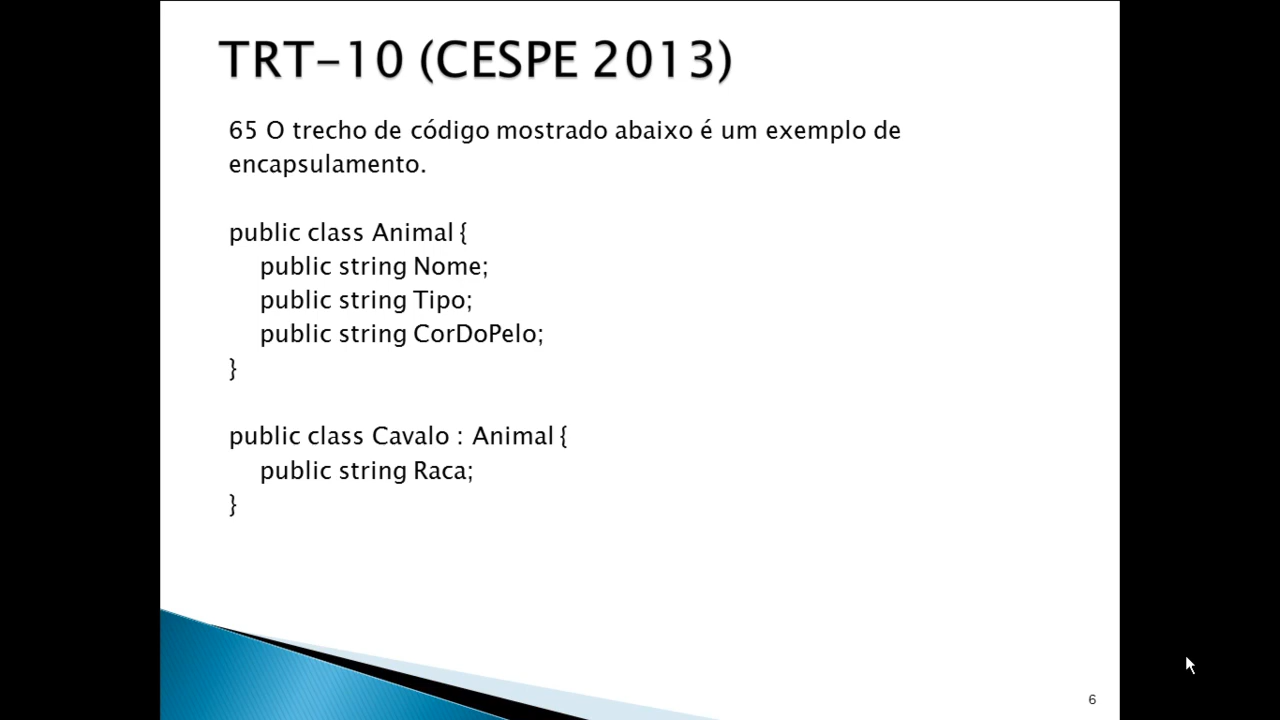 TRT-10 (CESPE 2013)
65 O trecho de código mostrado abaixo é um exemplo de
encapsulamento.
public class Animal {
public string Nome;
public string Tipo;
public string CorDoPelo;
}
public class Cavalo : Animal {
public string Raca;
}
6